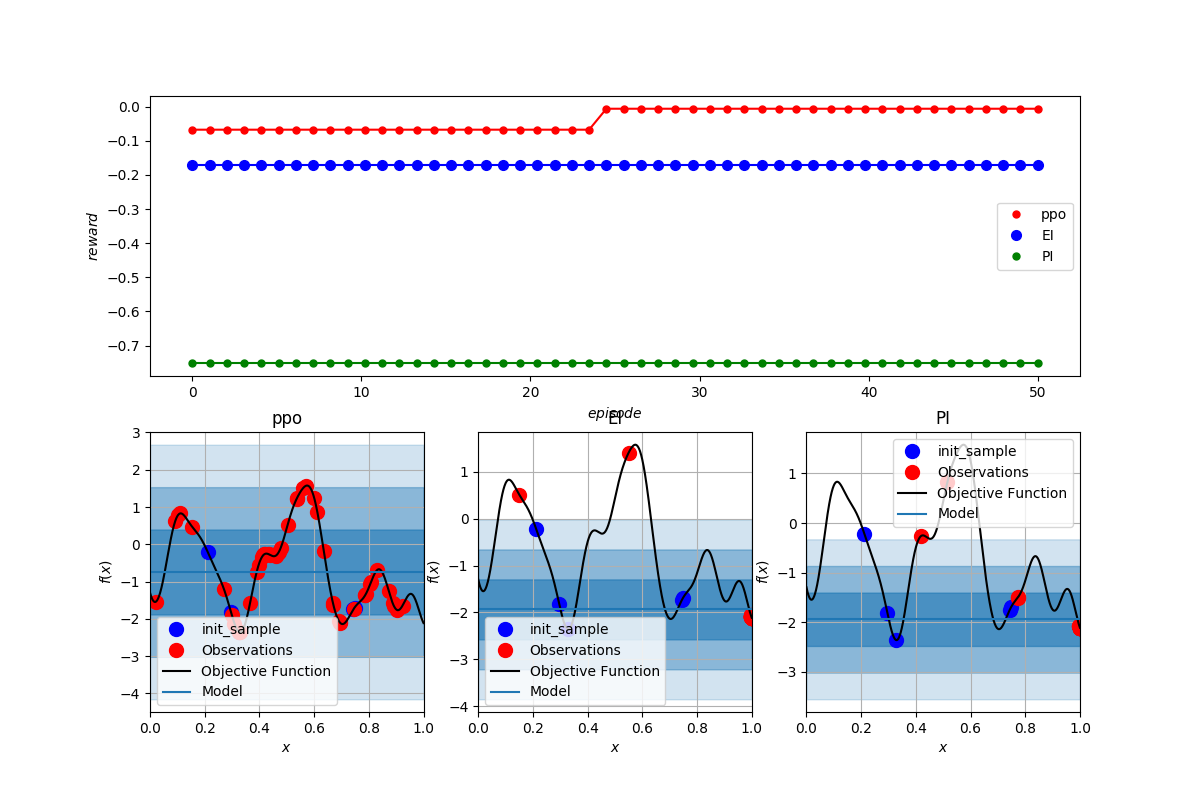 0.0
−0.1
−0.2
−0.3
−0.4
−0.5
−0.6
−0.7
reward
0 10 20 30 40 50
episode
ppo
EI
PI
ppo
3
2
1
0
−1
−2
−3
−4
f(x)
init_sample
Observations
Objective Function
Model
0.0 0.2 0.4 0.6 0.8 1.0
x
EI
1
0
−1
−2
−3
−4
f(x)
init_sample
Observations
Objective Function
Model
0.0 0.2 0.4 0.6 0.8 1.0
x
PI
1
0
−1
−2
−3
f(x)
init_sample
Observations
Objective Function
Model
0.0 0.2 0.4 0.6 0.8 1.0
x